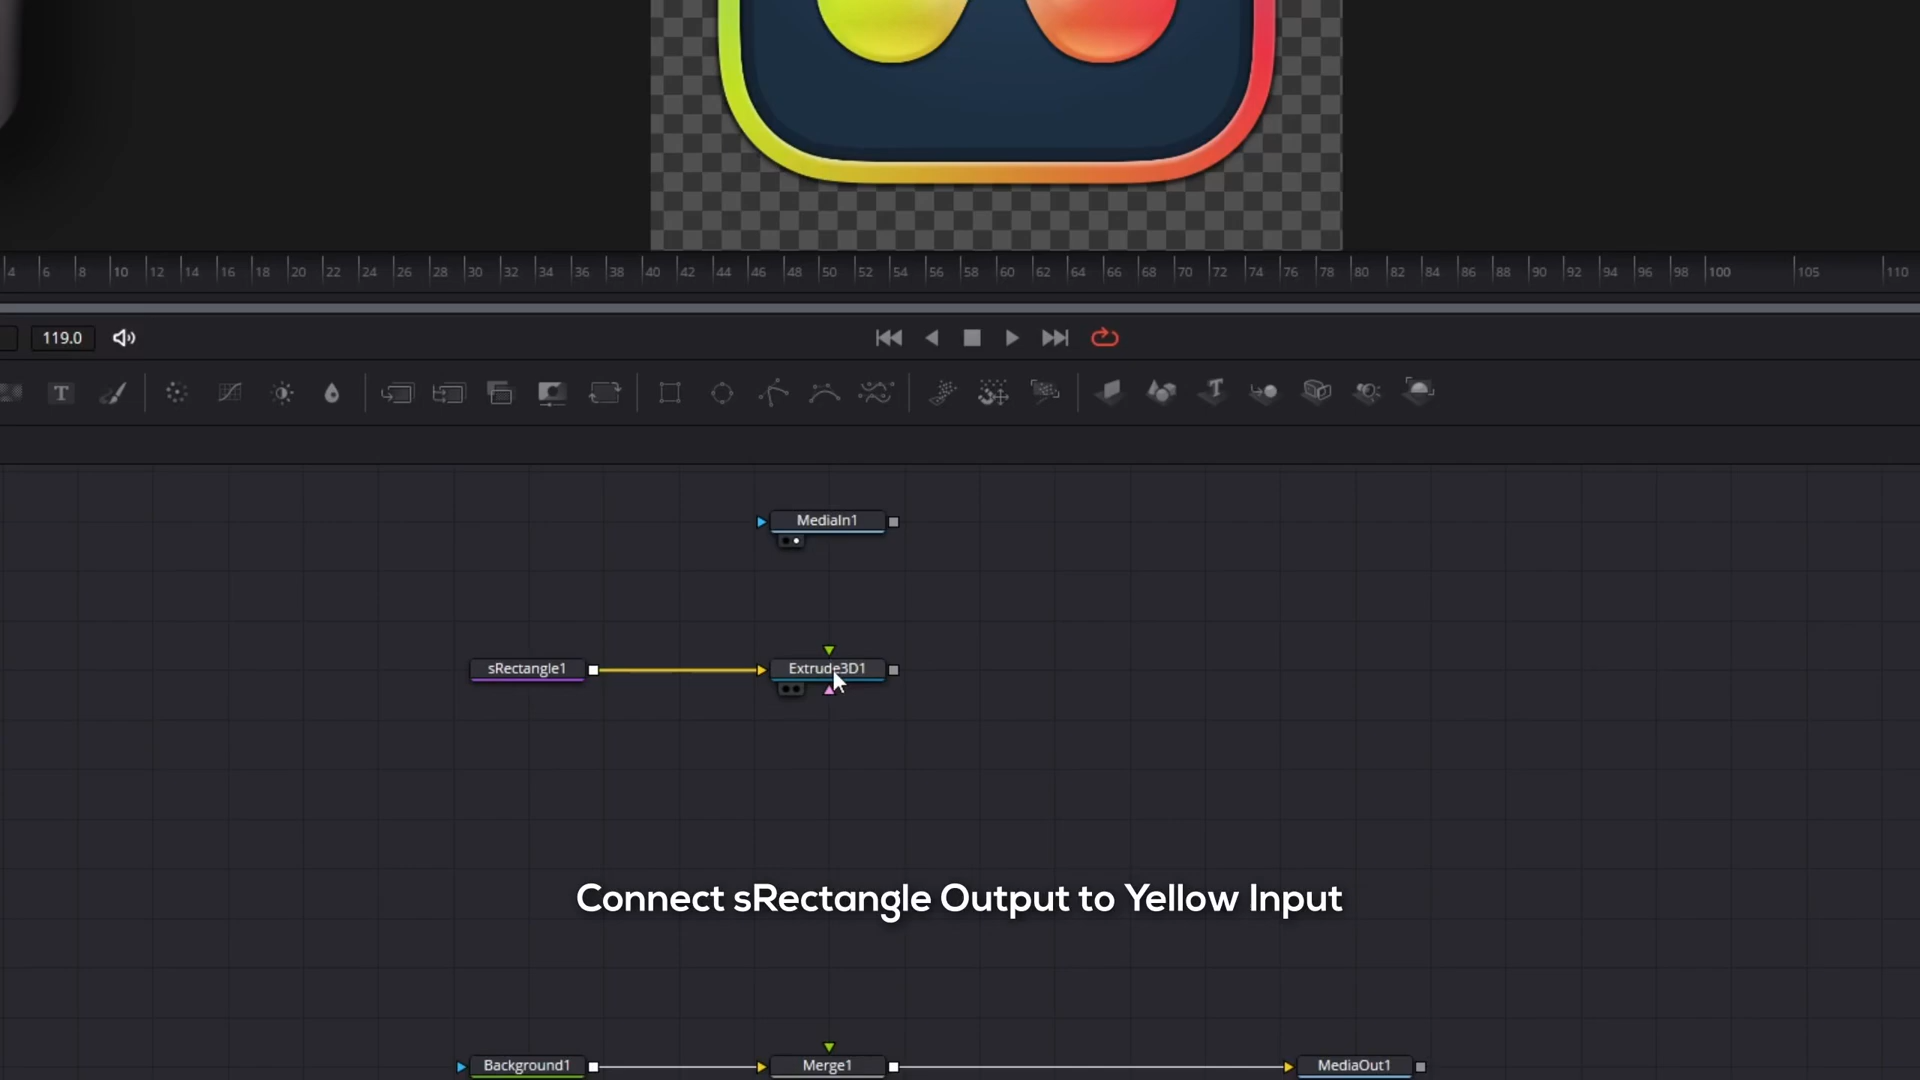 4 6 8 10 12 14 16 18 20 22 24 26 28 30 32 34 36 38 40 42 44 46 48 50 52 54 56 58 60 62 64 66 68 70 72 74 76 78 80 82 84 86 88 90 92 94 96 98 100 105 110
119.0
T
T
MediaIn1
sRectangle1
Extrude3D1
Connect sRectangle Output to Yellow Input
Background1
Merge1
MediaOut1